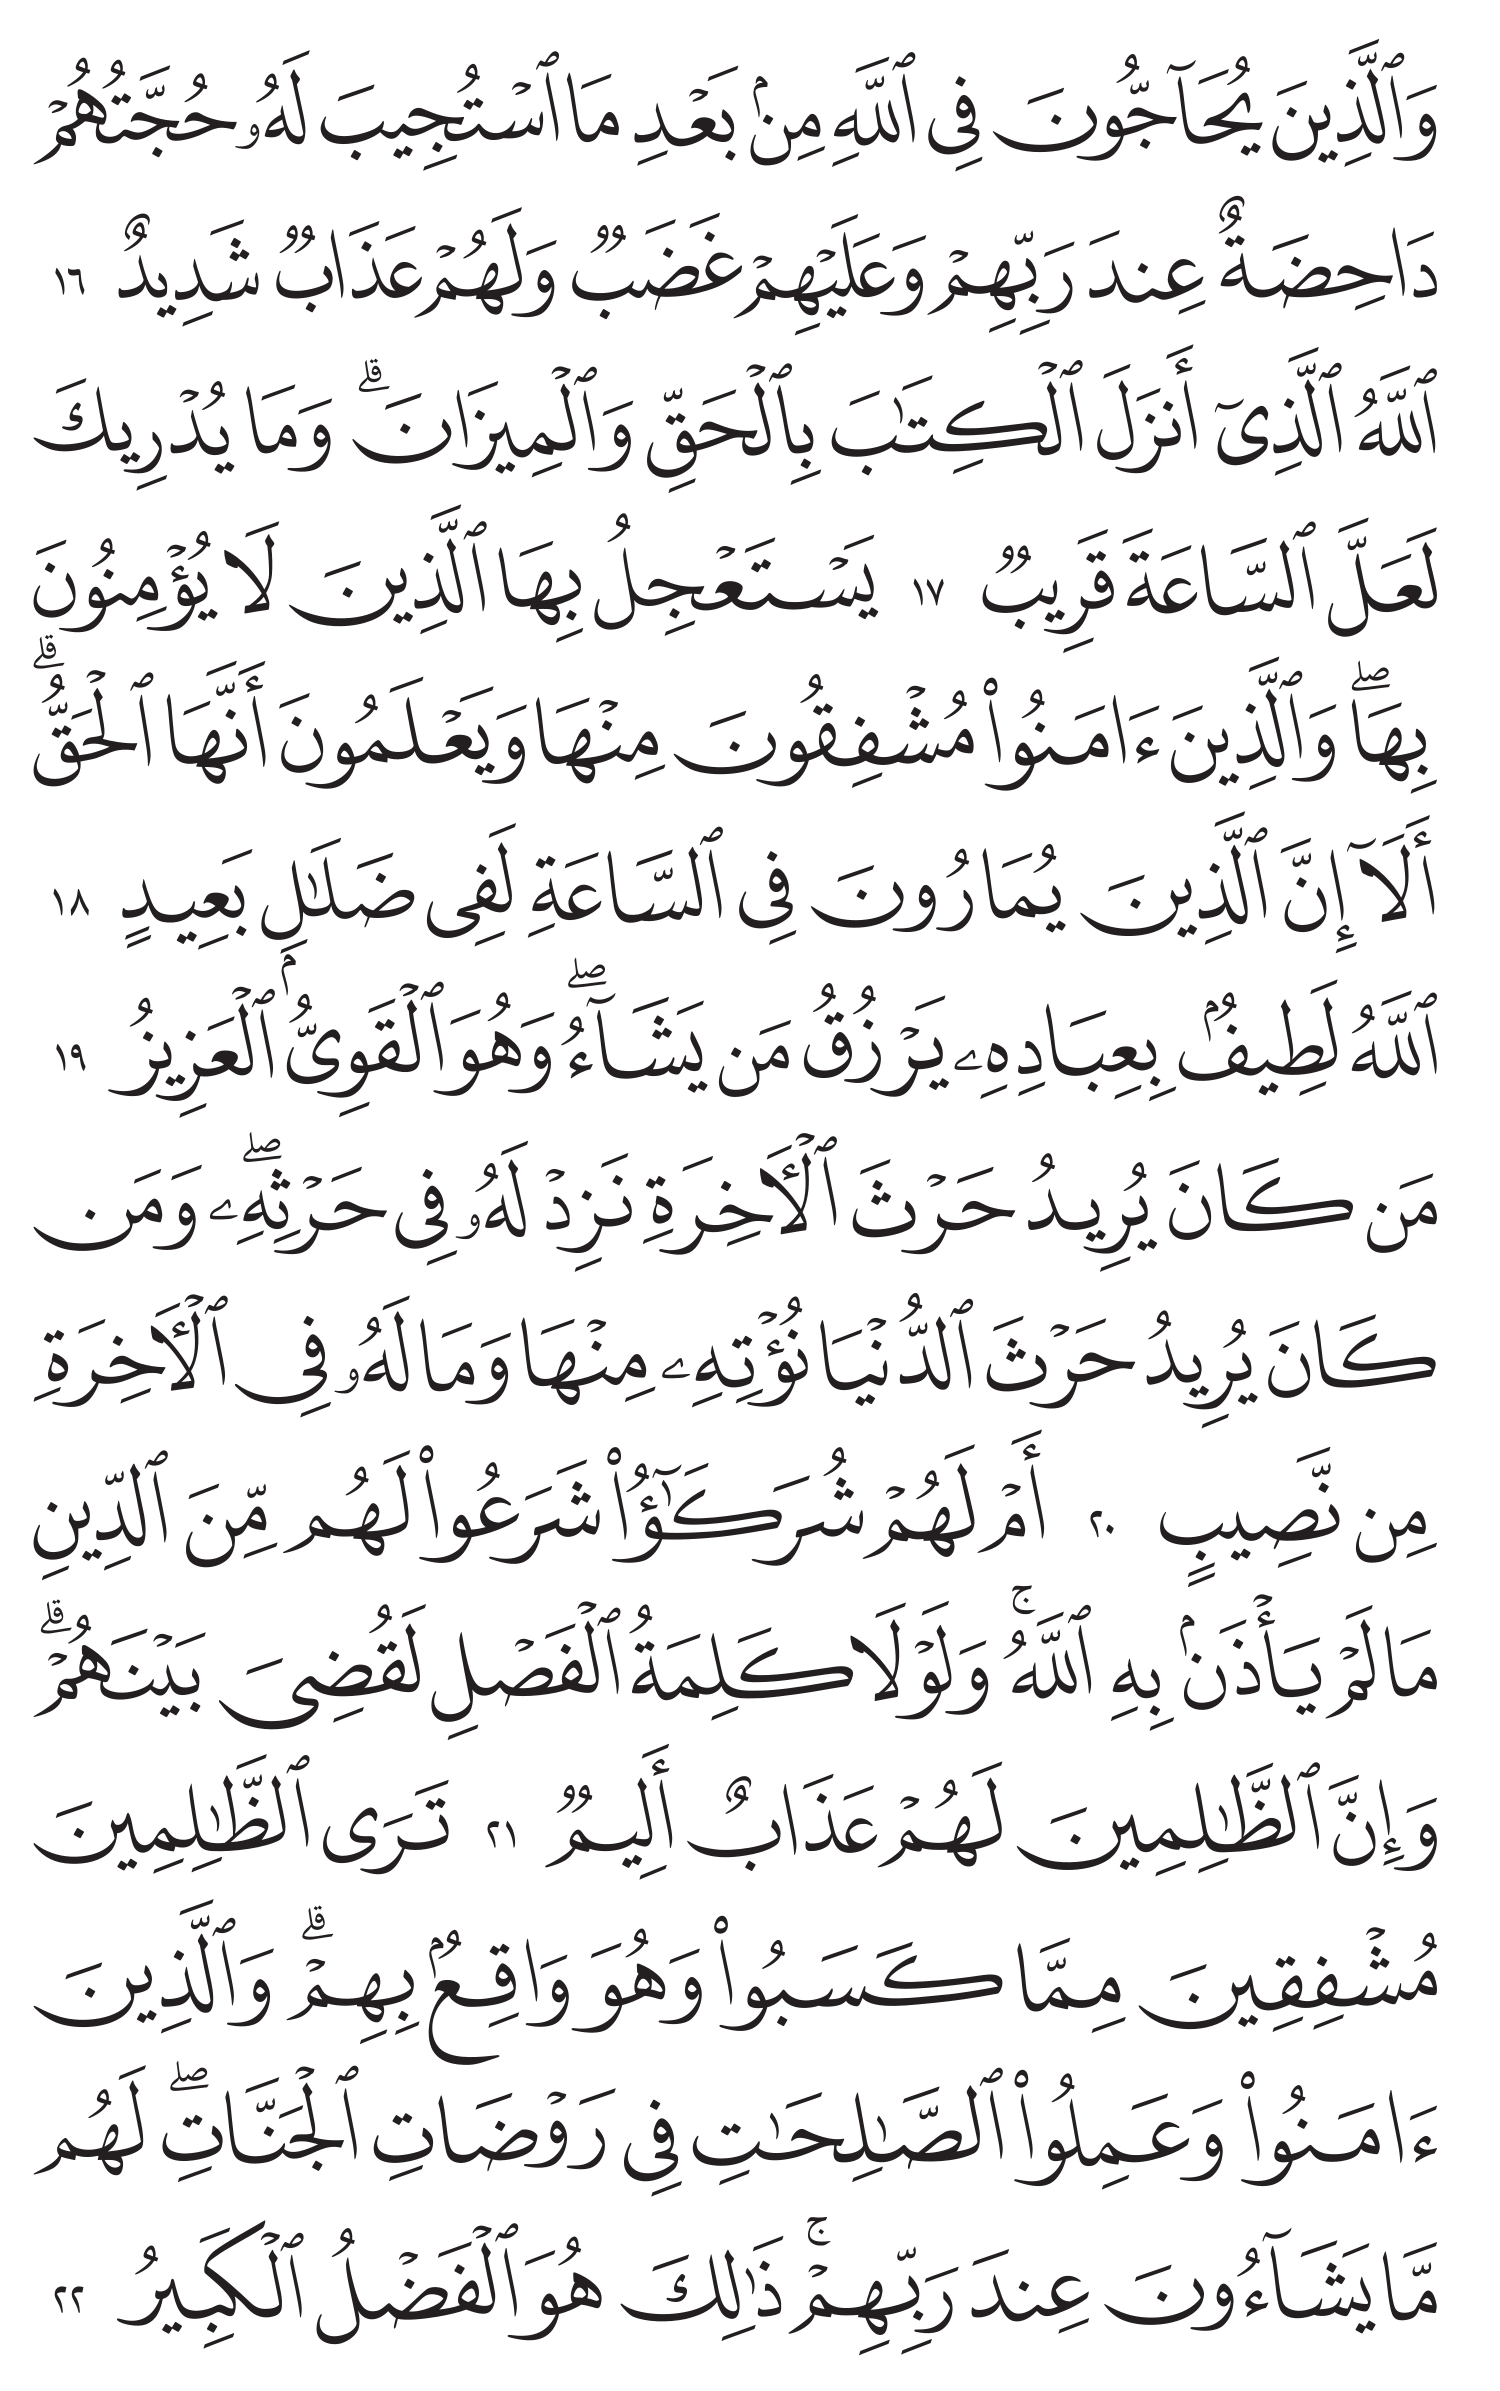 وَٱلَّذِينَ يُحَآجُّونَ فِى ٱللَّهِ مِنۢ بَعۡدِ مَا ٱسۡتُجِيبَ لَهُۥ حُجَّتُهُمۡ
دَاحِضَةٌ عِندَ رَبِّهِمۡ وَعَلَيۡهِمۡ غَضَبٞ وَلَهُمۡ عَذَابٞ شَدِيدٌ ١٦
ٱللَّهُ ٱلَّذِىٓ أَنزَلَ ٱلۡكِتَٰبَ بِٱلۡحَقِّ وَٱلۡمِيزَانَۗ وَمَا يُدۡرِيكَ
لَعَلَّ ٱلسَّاعَةَ قَرِيبٞ ١٧ يَسۡتَعۡجِلُ بِهَا ٱلَّذِينَ لَا يُؤۡمِنُونَ
بِهَاۖ وَٱلَّذِينَ ءَامَنُواْ مُشۡفِقُونَ مِنۡهَا وَيَعۡلَمُونَ أَنَّهَا ٱلۡحَقُّۗ
أَلَآ إِنَّ ٱلَّذِينَ يُمَارُونَ فِى ٱلسَّاعَةِ لَفِى ضَلَٰلِۭ بَعِيدٍ ١٨
ٱللَّهُ لَطِيفُۢ بِعِبَادِهِۦ يَرۡزُقُ مَن يَشَآءُۖ وَهُوَ ٱلۡقَوِىُّ ٱلۡعَزِيزُ ١٩
مَن كَانَ يُرِيدُ حَرۡثَ ٱلۡأٓخِرَةِ نَزِدۡ لَهُۥ فِى حَرۡثِهِۦۖ وَمَن
كَانَ يُرِيدُ حَرۡثَ ٱلدُّنۡيَا نُؤۡتِهِۦ مِنۡهَا وَمَا لَهُۥ فِى ٱلۡأٓخِرَةِ
مِن نَّصِيبٍ ٢٠ أَمۡ لَهُمۡ شُرَكَٰٓؤُاْ شَرَعُواْ لَهُم مِّنَ ٱلدِّينِ
مَا لَمۡ يَأۡذَنۢ بِهِ ٱللَّهُۚ وَلَوۡلَا كَلِمَةُ ٱلۡفَصۡلِ لَقُضِىَ بَيۡنَهُمۡۗ
وَإِنَّ ٱلظَّٰلِمِينَ لَهُمۡ عَذَابٌ أَلِيمٞ ٢١ تَرَى ٱلظَّٰلِمِينَ
مُشۡفِقِينَ مِمَّا كَسَبُواْ وَهُوَ وَاقِعُۢ بِهِمۡۗ وَٱلَّذِينَ
ءَامَنُواْ وَعَمِلُواْ ٱلصَّٰلِحَٰتِ فِى رَوۡضَاتِ ٱلۡجَنَّاتِۖ لَهُم
مَّا يَشَآءُونَ عِندَ رَبِّهِمۡۚ ذَٰلِكَ هُوَ ٱلۡفَضۡلُ ٱلۡكَبِيرُ ٢٢